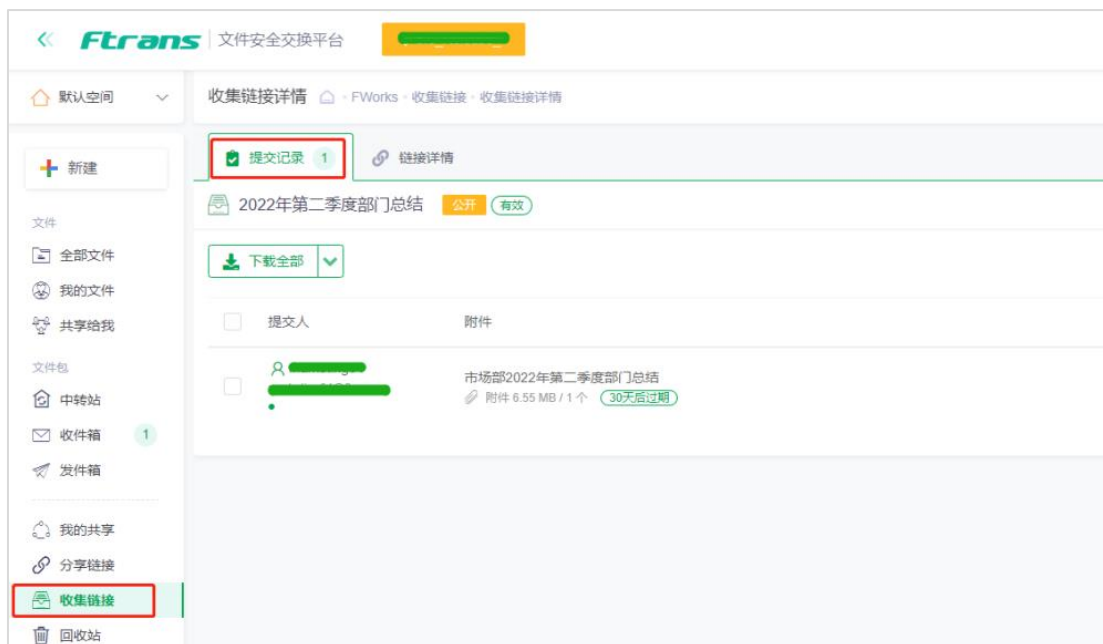 Ftrans 文件安全交换平台
默认空间
收集链接详情 FWorks 收集链接 收集链接详情
新建
提交记录 1 链接详情
2022年第二季度部门总结 公开 有效
文件
全部文件
下载全部
我的文件
共享给我
提交人 附件
文件包
中转站
市场部2022年第二季度部门总结
附件 6.55 MB / 1 个 30天后过期
收件箱 1
发件箱
我的共享
分享链接
收集链接
回收站